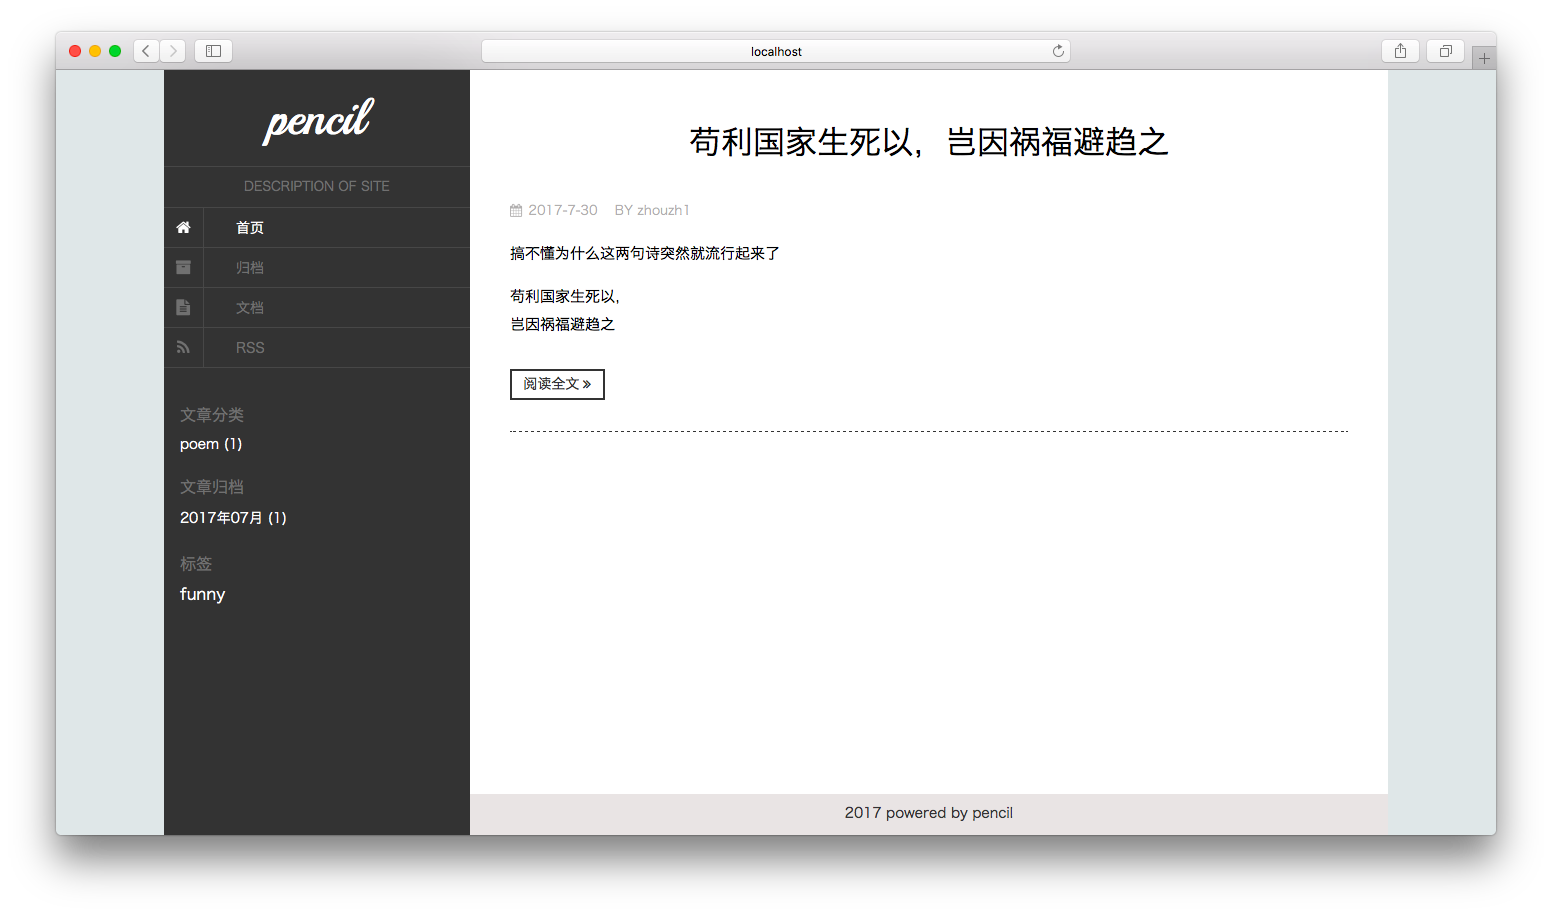 localhost
pencil
DESCRIPTION OF SITE
首页
归档
文档
RSS
文章分类
poem (1)
文章归档
2017年07月 (1)
标签
funny
苟利国家生死以，岂因祸福避趋之
2017-7-30 BY zhouzh1
搞不懂为什么这两句诗突然就流行起来了
苟利国家生死以，
岂因祸福避趋之
阅读全文 »
2017 powered by pencil